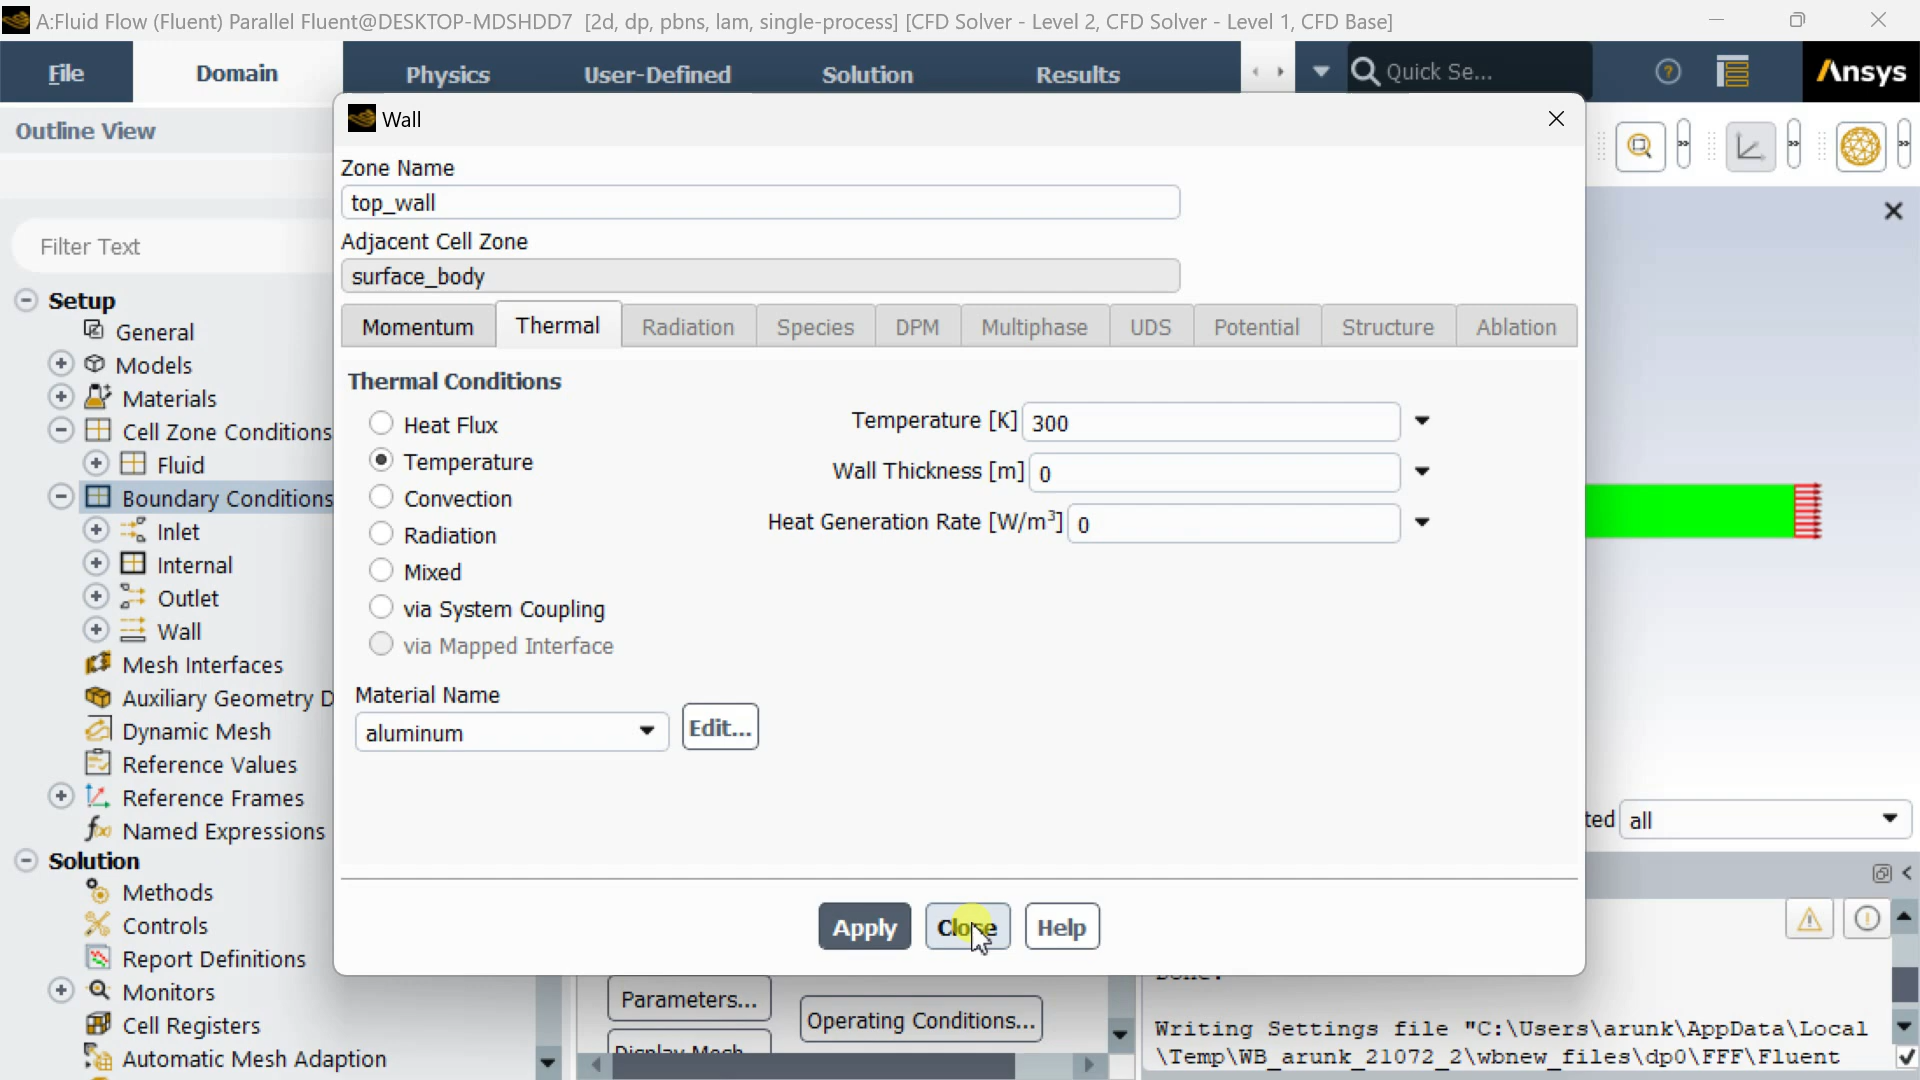 A:Fluid Flow (Fluent) Parallel Fluent@DESKTOP-MDSHDD7 [2d, dp, pbns, lam, single-process] [CFD Solver - Level 2, CFD Solver - Level 1, CFD Base]
File Domain Physics User-Defined Solution Results Quick Se... Ansys
Outline View
Filter Text
Setup
General
Models
Materials
Cell Zone Conditions
Fluid
Boundary Conditions
Inlet
Internal
Outlet
Wall
Mesh Interfaces
Auxiliary Geometry D
Dynamic Mesh
Reference Values
Reference Frames
Named Expressions
Solution
Methods
Controls
Report Definitions
Monitors
Cell Registers
Automatic Mesh Adaption
Wall
Zone Name
top_wall
Adjacent Cell Zone
surface_body
Momentum Thermal Radiation Species DPM Multiphase UDS Potential Structure Ablation
Thermal Conditions
Heat Flux
Temperature
Convection
Radiation
Mixed
via System Coupling
via Mapped Interface
Temperature [K] 300
Wall Thickness [m] 0
Heat Generation Rate [W/m³] 0
Material Name
aluminum Edit...
Apply Close Help
ted all
Parameters...
Operating Conditions...
Display Mesh
Done.
Writing Settings file "C:\Users\arunk\AppData\Local
\Temp\WB_arunk_21072_2\wbnew_files\dp0\FFF\Fluent